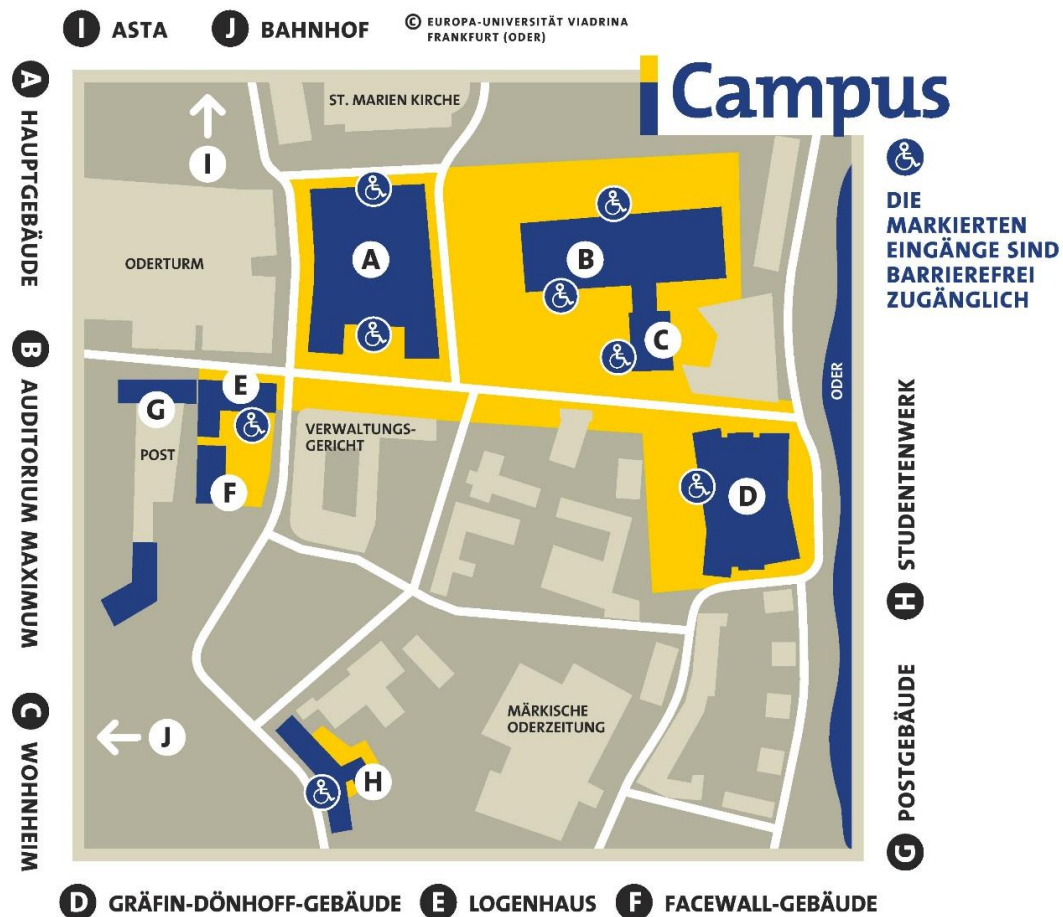 I ASTA
J BAHNHOF
© EUROPA-UNIVERSITÄT VIADRINA
FRANKFURT (ODER)
Campus
A HAUPTGEBÄUDE
B AUDITORIUM MAXIMUM
C WOHNHEIM
DIE
MARKIERTEN
EINGÄNGE SIND
BARRIEREFREI
ZUGÄNGLICH
H STUDENTENWERK
G POSTGEBÄUDE
ST. MARIEN KIRCHE
I
ODERTURM
A
B
C
ODER
E
G
VERWALTUNGS-
GERICHT
POST
F
D
MÄRKISCHE
ODERZEITUNG
J
H
D GRÄFIN-DÖNHOFF-GEBÄUDE
E LOGENHAUS
F FACEWALL-GEBÄUDE